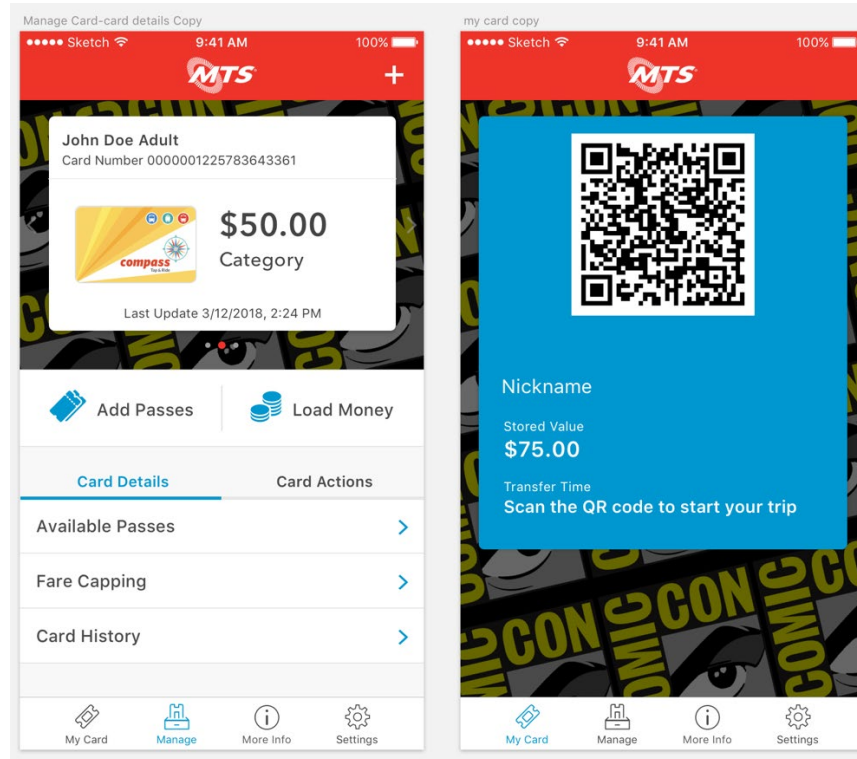 Manage Card-card details Copy
Sketch 9:41 AM 100%
MTS
+
John Doe Adult
Card Number 0000001225783643361
compass
Tap & Ride
$50.00
Category
Last Update 3/12/2018, 2:24 PM
Add Passes
Load Money
Card Details
Card Actions
Available Passes
Fare Capping
Card History
My Card
Manage
More Info
Settings
my card copy
Sketch 9:41 AM 100%
MTS
Nickname
Stored Value
$75.00
Transfer Time
Scan the QR code to start your trip
COMIC CON
COMIC
My Card
Manage
More Info
Settings